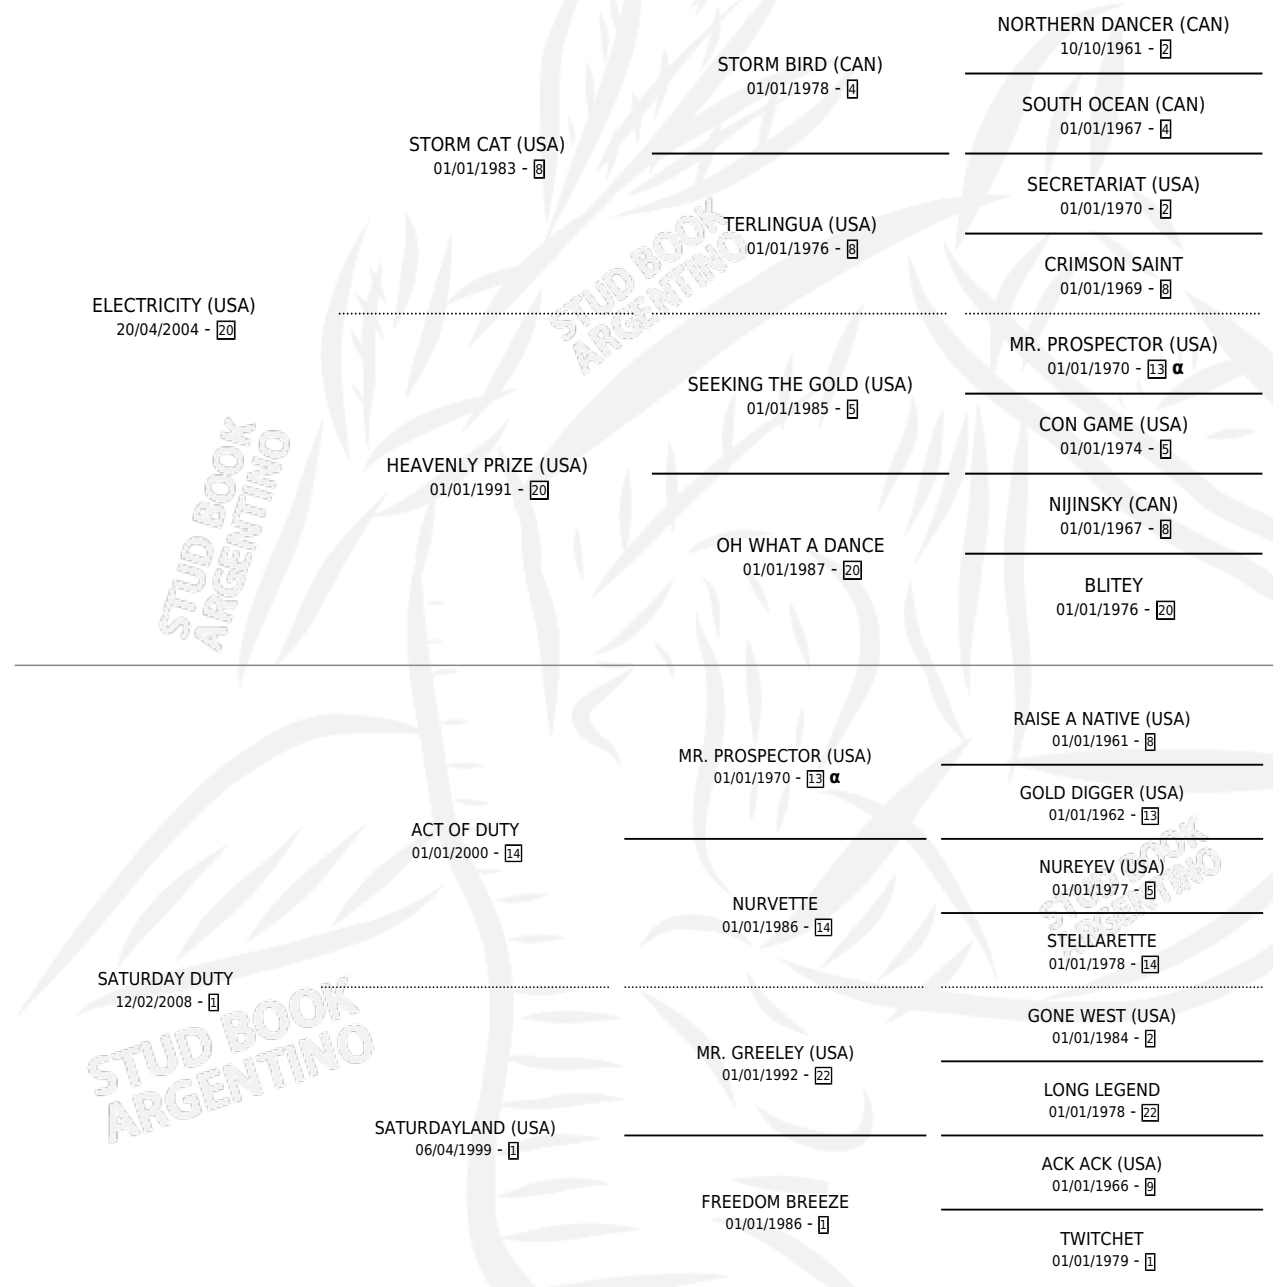 NORTHERN DANCER (CAN)
10/10/1961 - 2
STORM BIRD (CAN)
01/01/1978 - 4
SOUTH OCEAN (CAN)
01/01/1967 - 4
STORM CAT (USA)
01/01/1983 - 8
SECRETARIAT (USA)
01/01/1970 - 2
TERLINGUA (USA)
01/01/1976 - 8
CRIMSON SAINT
01/01/1969 - 8
ELECTRICITY (USA)
20/04/2004 - 20
MR. PROSPECTOR (USA)
01/01/1970 - 13 α
SEEKING THE GOLD (USA)
01/01/1985 - 5
CON GAME (USA)
01/01/1974 - 5
HEAVENLY PRIZE (USA)
01/01/1991 - 20
NIJINSKY (CAN)
01/01/1967 - 8
OH WHAT A DANCE
01/01/1987 - 20
BLITEY
01/01/1976 - 20
RAISE A NATIVE (USA)
01/01/1961 - 8
MR. PROSPECTOR (USA)
01/01/1970 - 13 α
GOLD DIGGER (USA)
01/01/1962 - 13
ACT OF DUTY
01/01/2000 - 14
NUREYEV (USA)
01/01/1977 - 5
NURVETTE
01/01/1986 - 14
STELLARETTE
01/01/1978 - 14
SATURDAY DUTY
12/02/2008 - 1
GONE WEST (USA)
01/01/1984 - 2
MR. GREELEY (USA)
01/01/1992 - 22
LONG LEGEND
01/01/1978 - 22
SATURDAYLAND (USA)
06/04/1999 - 1
ACK ACK (USA)
01/01/1966 - 9
FREEDOM BREEZE
01/01/1986 - 1
TWITCHET
01/01/1979 - 1
STUD BOOK
ARGENTINO
STUD BOOK
ARGENTINO
STUD BOOK
ARGENTINO
STUD BOOK
ARGENTINO